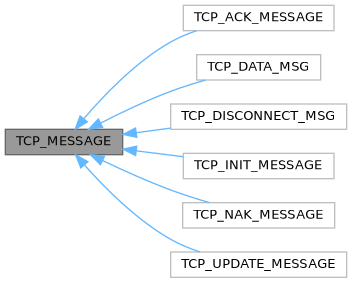 TCP_ACK_MESSAGE
TCP_DATA_MSG
TCP_DISCONNECT_MSG
TCP_MESSAGE
TCP_INIT_MESSAGE
TCP_NAK_MESSAGE
TCP_UPDATE_MESSAGE